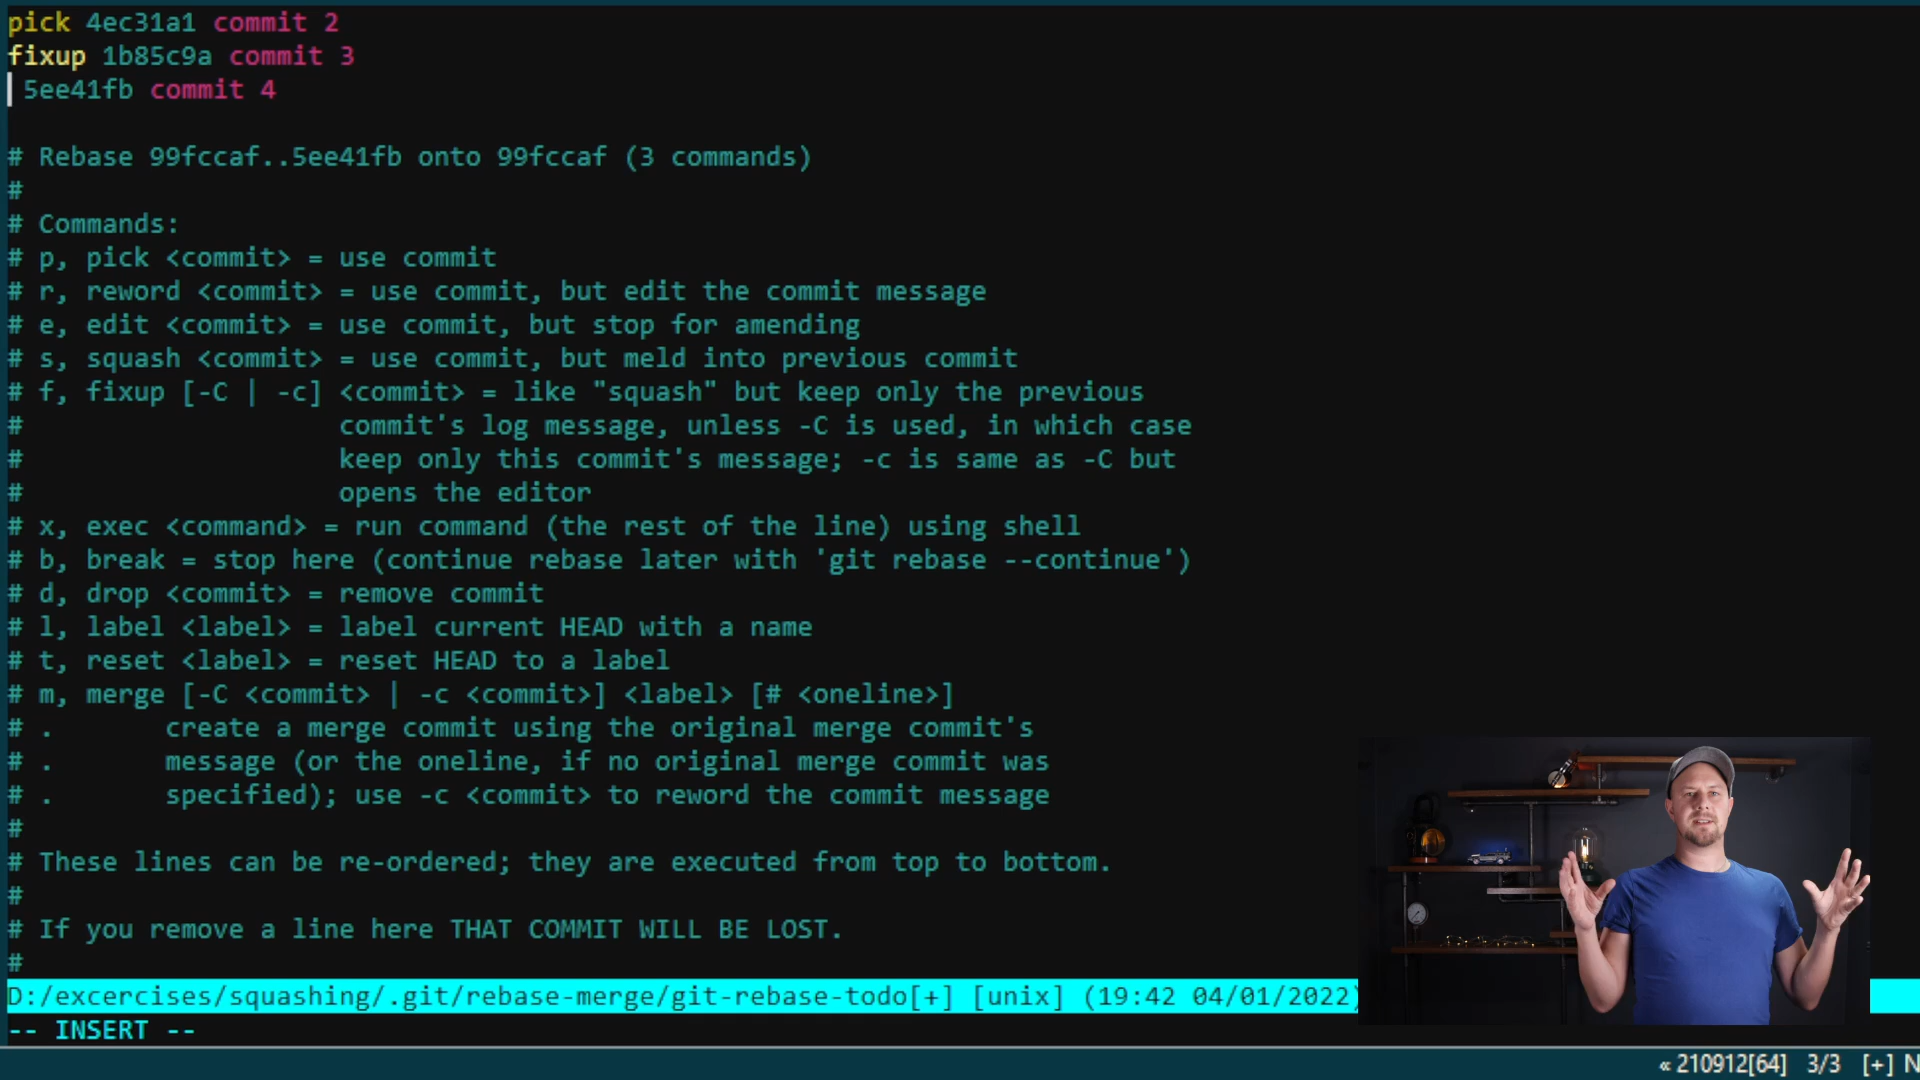 pick 4ec31a1 commit 2
fixup 1b85c9a commit 3
5ee41fb commit 4
# Rebase 99fccaf..5ee41fb onto 99fccaf (3 commands)
#
# Commands:
# p, pick <commit> = use commit
# r, reword <commit> = use commit, but edit the commit message
# e, edit <commit> = use commit, but stop for amending
# s, squash <commit> = use commit, but meld into previous commit
# f, fixup [-C | -c] <commit> = like "squash" but keep only the previous
#                    commit's log message, unless -C is used, in which case
#                    keep only this commit's message; -c is same as -C but
#                    opens the editor
# x, exec <command> = run command (the rest of the line) using shell
# b, break = stop here (continue rebase later with 'git rebase --continue')
# d, drop <commit> = remove commit
# l, label <label> = label current HEAD with a name
# t, reset <label> = reset HEAD to a label
# m, merge [-C <commit> | -c <commit>] <label> [# <oneline>]
# .       create a merge commit using the original merge commit's
# .       message (or the oneline, if no original merge commit was
# .       specified); use -c <commit> to reword the commit message
#
# These lines can be re-ordered; they are executed from top to bottom.
#
# If you remove a line here THAT COMMIT WILL BE LOST.
#
D:/excercises/squashing/.git/rebase-merge/git-rebase-todo[+] [unix] (19:42 04/01/2022)
-- INSERT --
« 210912[64] 3/3 [+] N